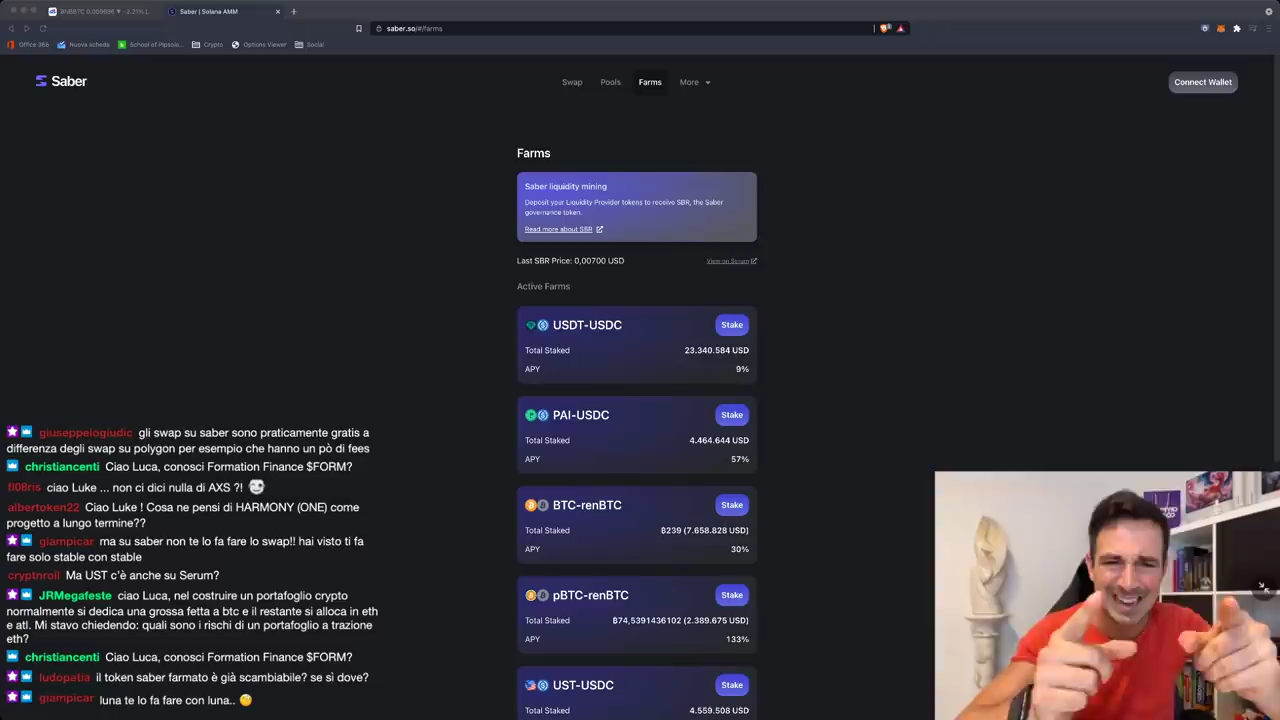 BNBBTC 0.009696 ▼ −2.21% L
Saber | Solana AMM
saber.so/#/farms
Office 365
Nuova scheda
School of Pipsolo...
Crypto
Options Viewer
Social
Saber
Swap
Pools
Farms
More
Connect Wallet
Farms
Saber liquidity mining
Deposit your Liquidity Provider tokens to receive SBR, the Saber
governance token.
Read more about SBR
Last SBR Price: 0,00700 USD
View on Serum
Active Farms
USDT-USDC
Stake
Total Staked
23.340.584 USD
APY
9%
PAI-USDC
Stake
Total Staked
4.464.644 USD
APY
57%
BTC-renBTC
Stake
Total Staked
₿239 (7.658.828 USD)
APY
30%
pBTC-renBTC
Stake
Total Staked
₿74,5391436102 (2.389.675 USD)
APY
133%
UST-USDC
Stake
Total Staked
4.559.508 USD
giuseppelogiudic gli swap su saber sono praticamente gratis a
differenza degli swap su polygon per esempio che hanno un pò di fees
christiancenti Ciao Luca, conosci Formation Finance $FORM?
fl08ris ciao Luke ... non ci dici nulla di AXS ?!
albertoken22 Ciao Luke ! Cosa ne pensi di HARMONY (ONE) come
progetto a lungo termine??
giampicar ma su saber non te lo fa fare lo swap!! hai visto ti fa
fare solo stable con stable
cryptnroll Ma UST c'è anche su Serum?
JRMegafeste ciao Luca, nel costruire un portafoglio crypto
normalmente si dedica una grossa fetta a btc e il restante si alloca in eth
e atl. Mi stavo chiedendo: quali sono i rischi di un portafoglio a trazione
eth?
christiancenti Ciao Luca, conosci Formation Finance $FORM?
ludopatia il token saber farmato è già scambiabile? se sì dove?
giampicar luna te lo fa fare con luna..